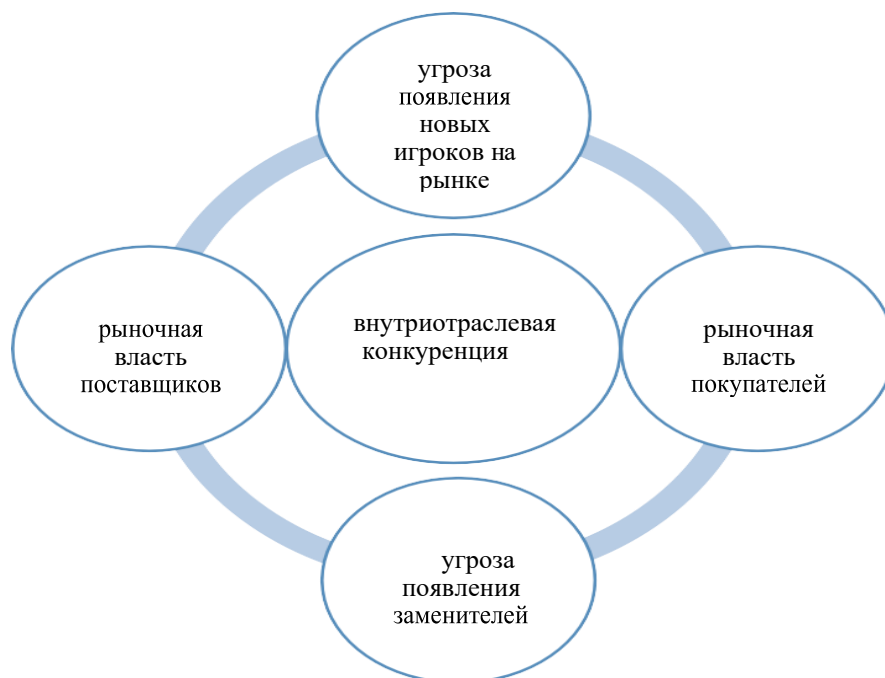 угроза
появления
новых
игроков на
рынке
рыночная
власть
поставщиков
внутриотраслевая
конкуренция
рыночная
власть
покупателей
угроза
появления
заменителей